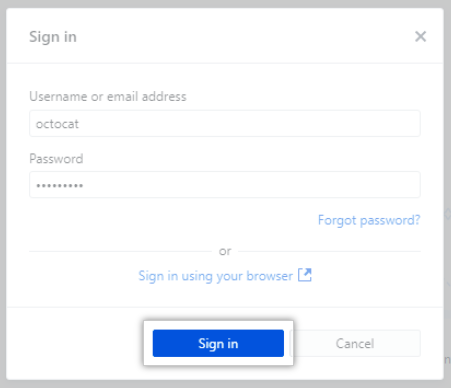 Sign in
Username or email address
octocat
Password
•••••••••
Forgot password?
or
Sign in using your browser
Sign in Cancel